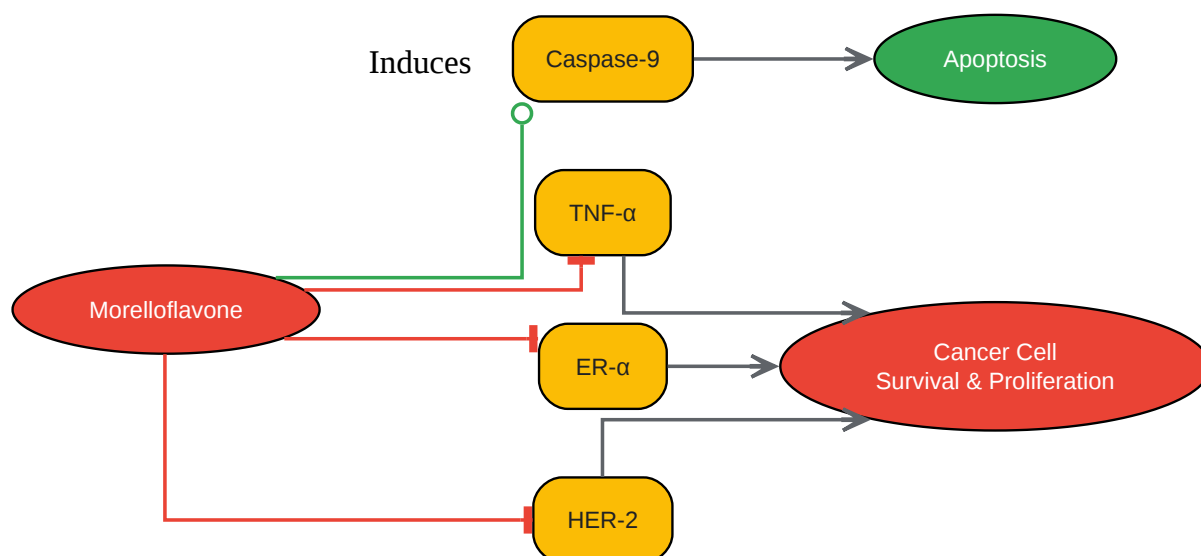 Induces
Caspase-9
Apoptosis
TNF-α
Morelloflavone
ER-α
Cancer Cell
Survival & Proliferation
HER-2